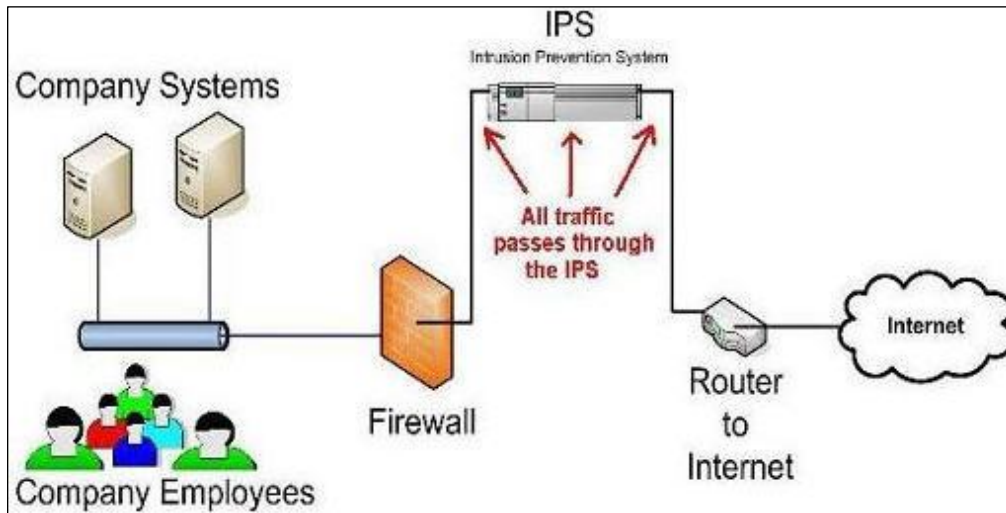 IPS
Intrusion Prevention System
Company Systems
All traffic
passes through
the IPS
Internet
Firewall
Router
to
Internet
Company Employees